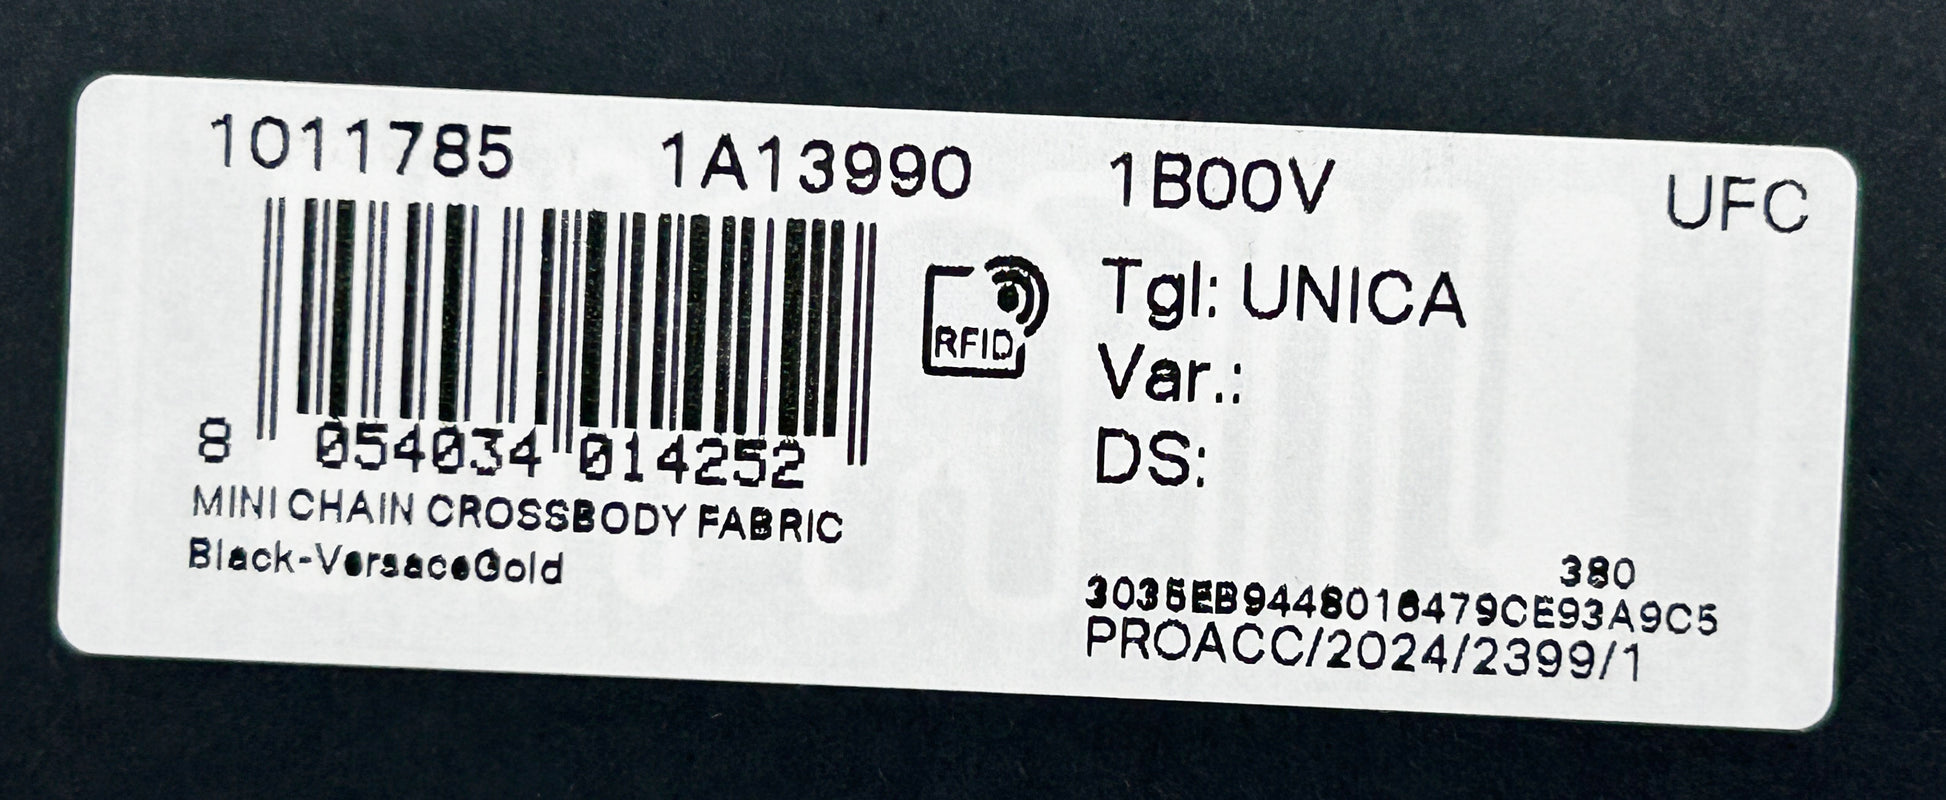 1011785 1A13990 1B00V UFC
RFID
Tgl: UNICA
Var.:
DS:
8 054034 014252
MINI CHAIN CROSSBODY FABRIC
Black-VersaceGold
380
3035EB9448016479CE93A9C5
PROACC/2024/2399/1